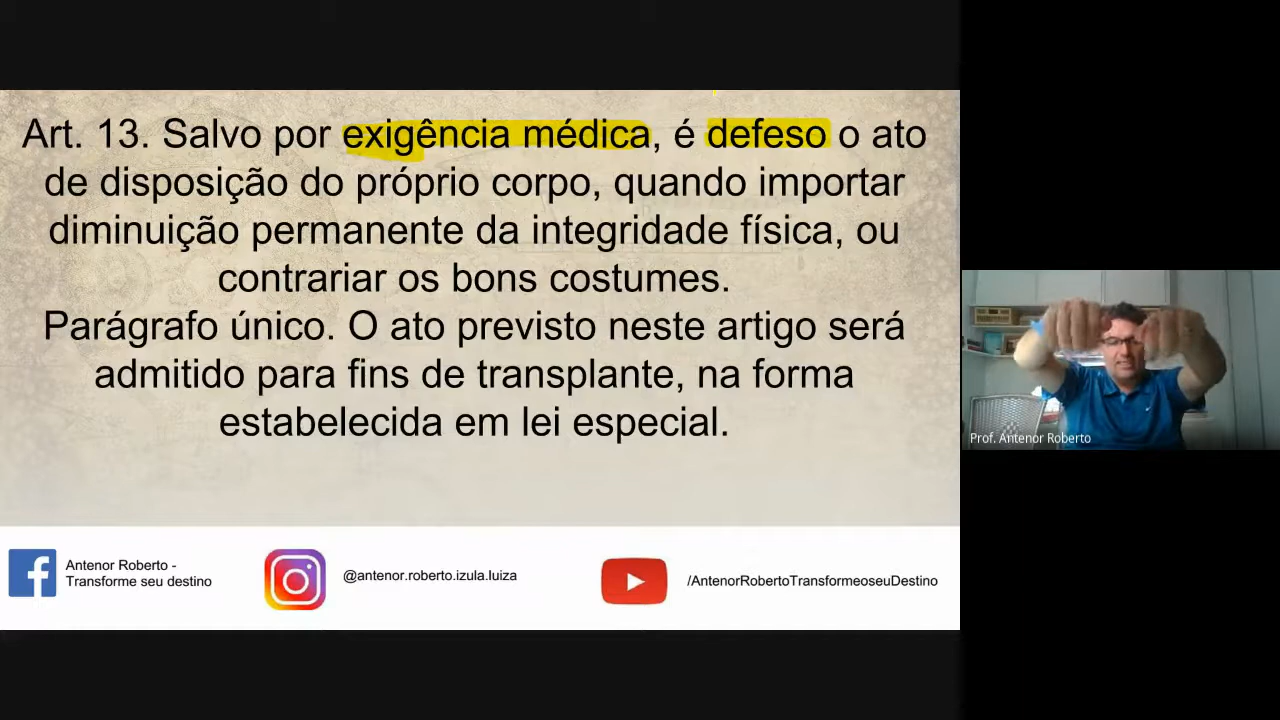 Art. 13. Salvo por exigência médica, é defeso o ato
de disposição do próprio corpo, quando importar
diminuição permanente da integridade física, ou
contrariar os bons costumes.
Parágrafo único. O ato previsto neste artigo será
admitido para fins de transplante, na forma
estabelecida em lei especial.
Prof. Antenor Roberto
Antenor Roberto -
Transforme seu destino
@antenor.roberto.izula.luiza
/AntenorRobertoTransformeoseuDestino